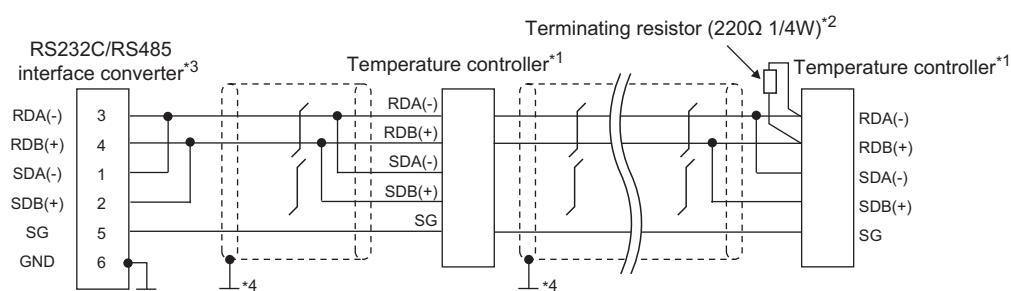 Terminating resistor (220Ω 1/4W)*2
RS232C/RS485
interface converter*3
Temperature controller*1
Temperature controller*1
RDA(-) 3
RDB(+) 4
SDA(-) 1
SDB(+) 2
SG 5
GND 6
RDA(-)
RDB(+)
SDA(-)
SDB(+)
SG
RDA(-)
RDB(+)
SDA(-)
SDB(+)
SG
*4
*4